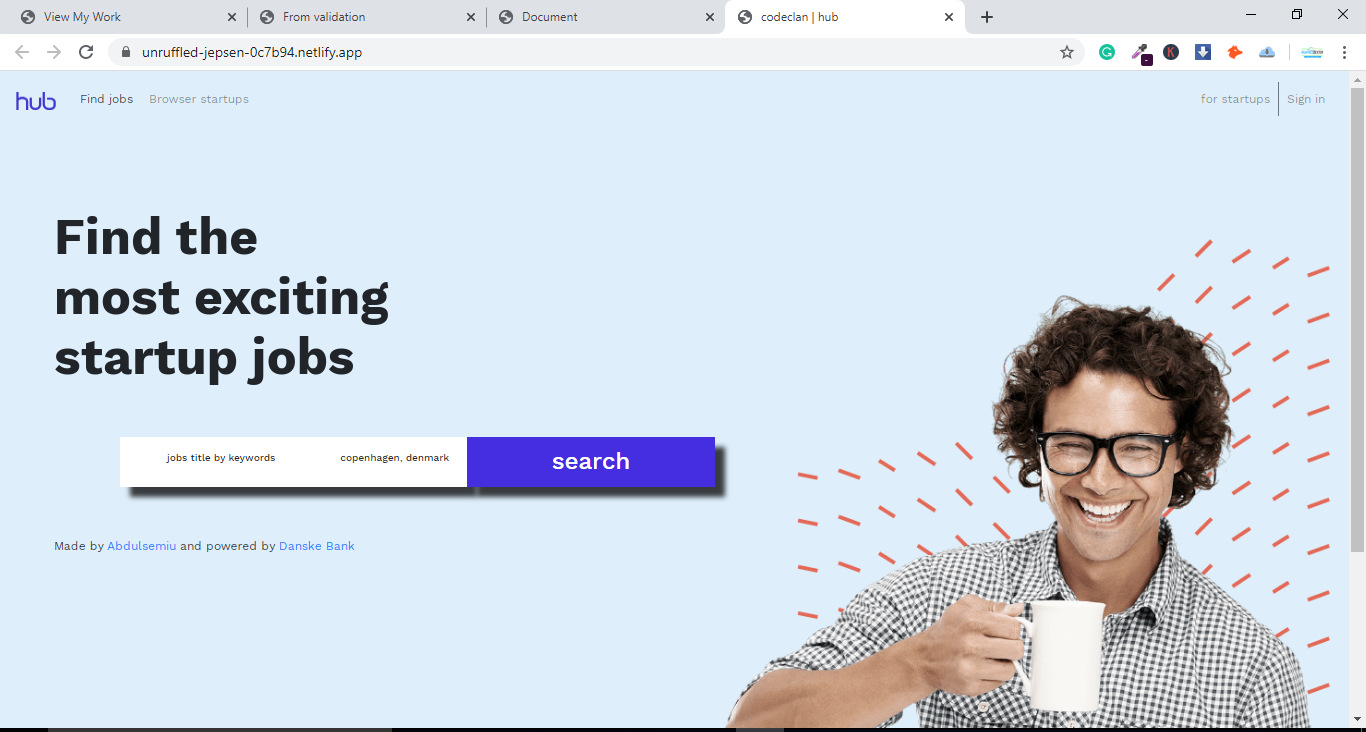 View My Work
From validation
Document
codeclan | hub
unruffled-jepsen-0c7b94.netlify.app
hub
Find jobs
Browser startups
for startups
Sign in
Find the
most exciting
startup jobs
jobs title by keywords
copenhagen, denmark
search
Made by Abdulsemiu and powered by Danske Bank